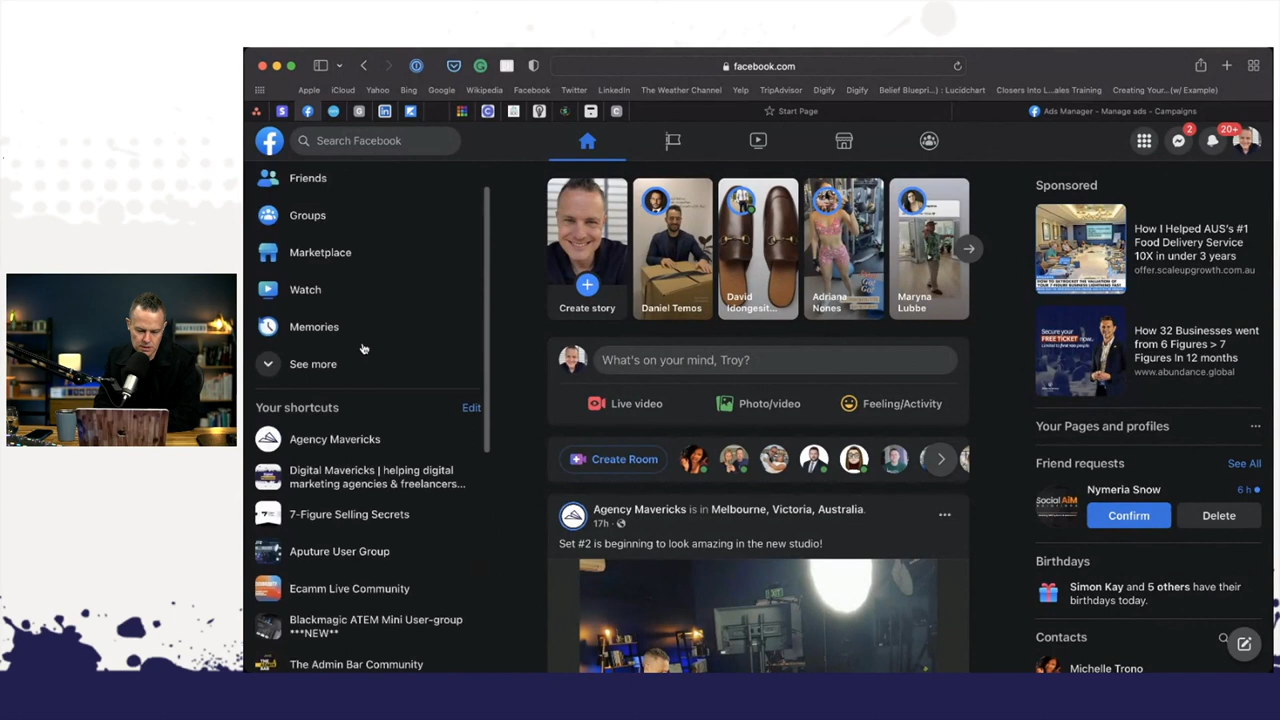 facebook.com
Apple iCloud Yahoo Bing Google Wikipedia Facebook Twitter LinkedIn The Weather Channel Yelp TripAdvisor Digify Digify Belief Blueprii...) : Lucidchart Closers Into L...ales Training Creating Your...(w/ Example)
Start Page
Ads Manager - Manage ads - Campaigns
Search Facebook
2
20+
Friends
Groups
Marketplace
Watch
Memories
See more
Your shortcuts
Edit
Agency Mavericks
Digital Mavericks | helping digital
marketing agencies & freelancers...
7-Figure Selling Secrets
Aputure User Group
Ecamm Live Community
Blackmagic ATEM Mini User-group
***NEW**
The Admin Bar Community
Create story
Daniel Temos
David
Idongesit...
Adriana
Nones
Maryna
Lubbe
What's on your mind, Troy?
Live video
Photo/video
Feeling/Activity
Create Room
Agency Mavericks is in Melbourne, Victoria, Australia.
17h
Set #2 is beginning to look amazing in the new studio!
Sponsored
How I Helped AUS's #1
Food Delivery Service
10X in under 3 years
offer.scaleupgrowth.com.au
Secure your
FREE TICKET
now.
How 32 Businesses went
from 6 Figures > 7
Figures In 12 months
www.abundance.global
Your Pages and profiles
Friend requests
See All
Nymeria Snow
6 h
Confirm
Delete
Birthdays
Simon Kay and 5 others have their
birthdays today.
Contacts
Michelle Trono